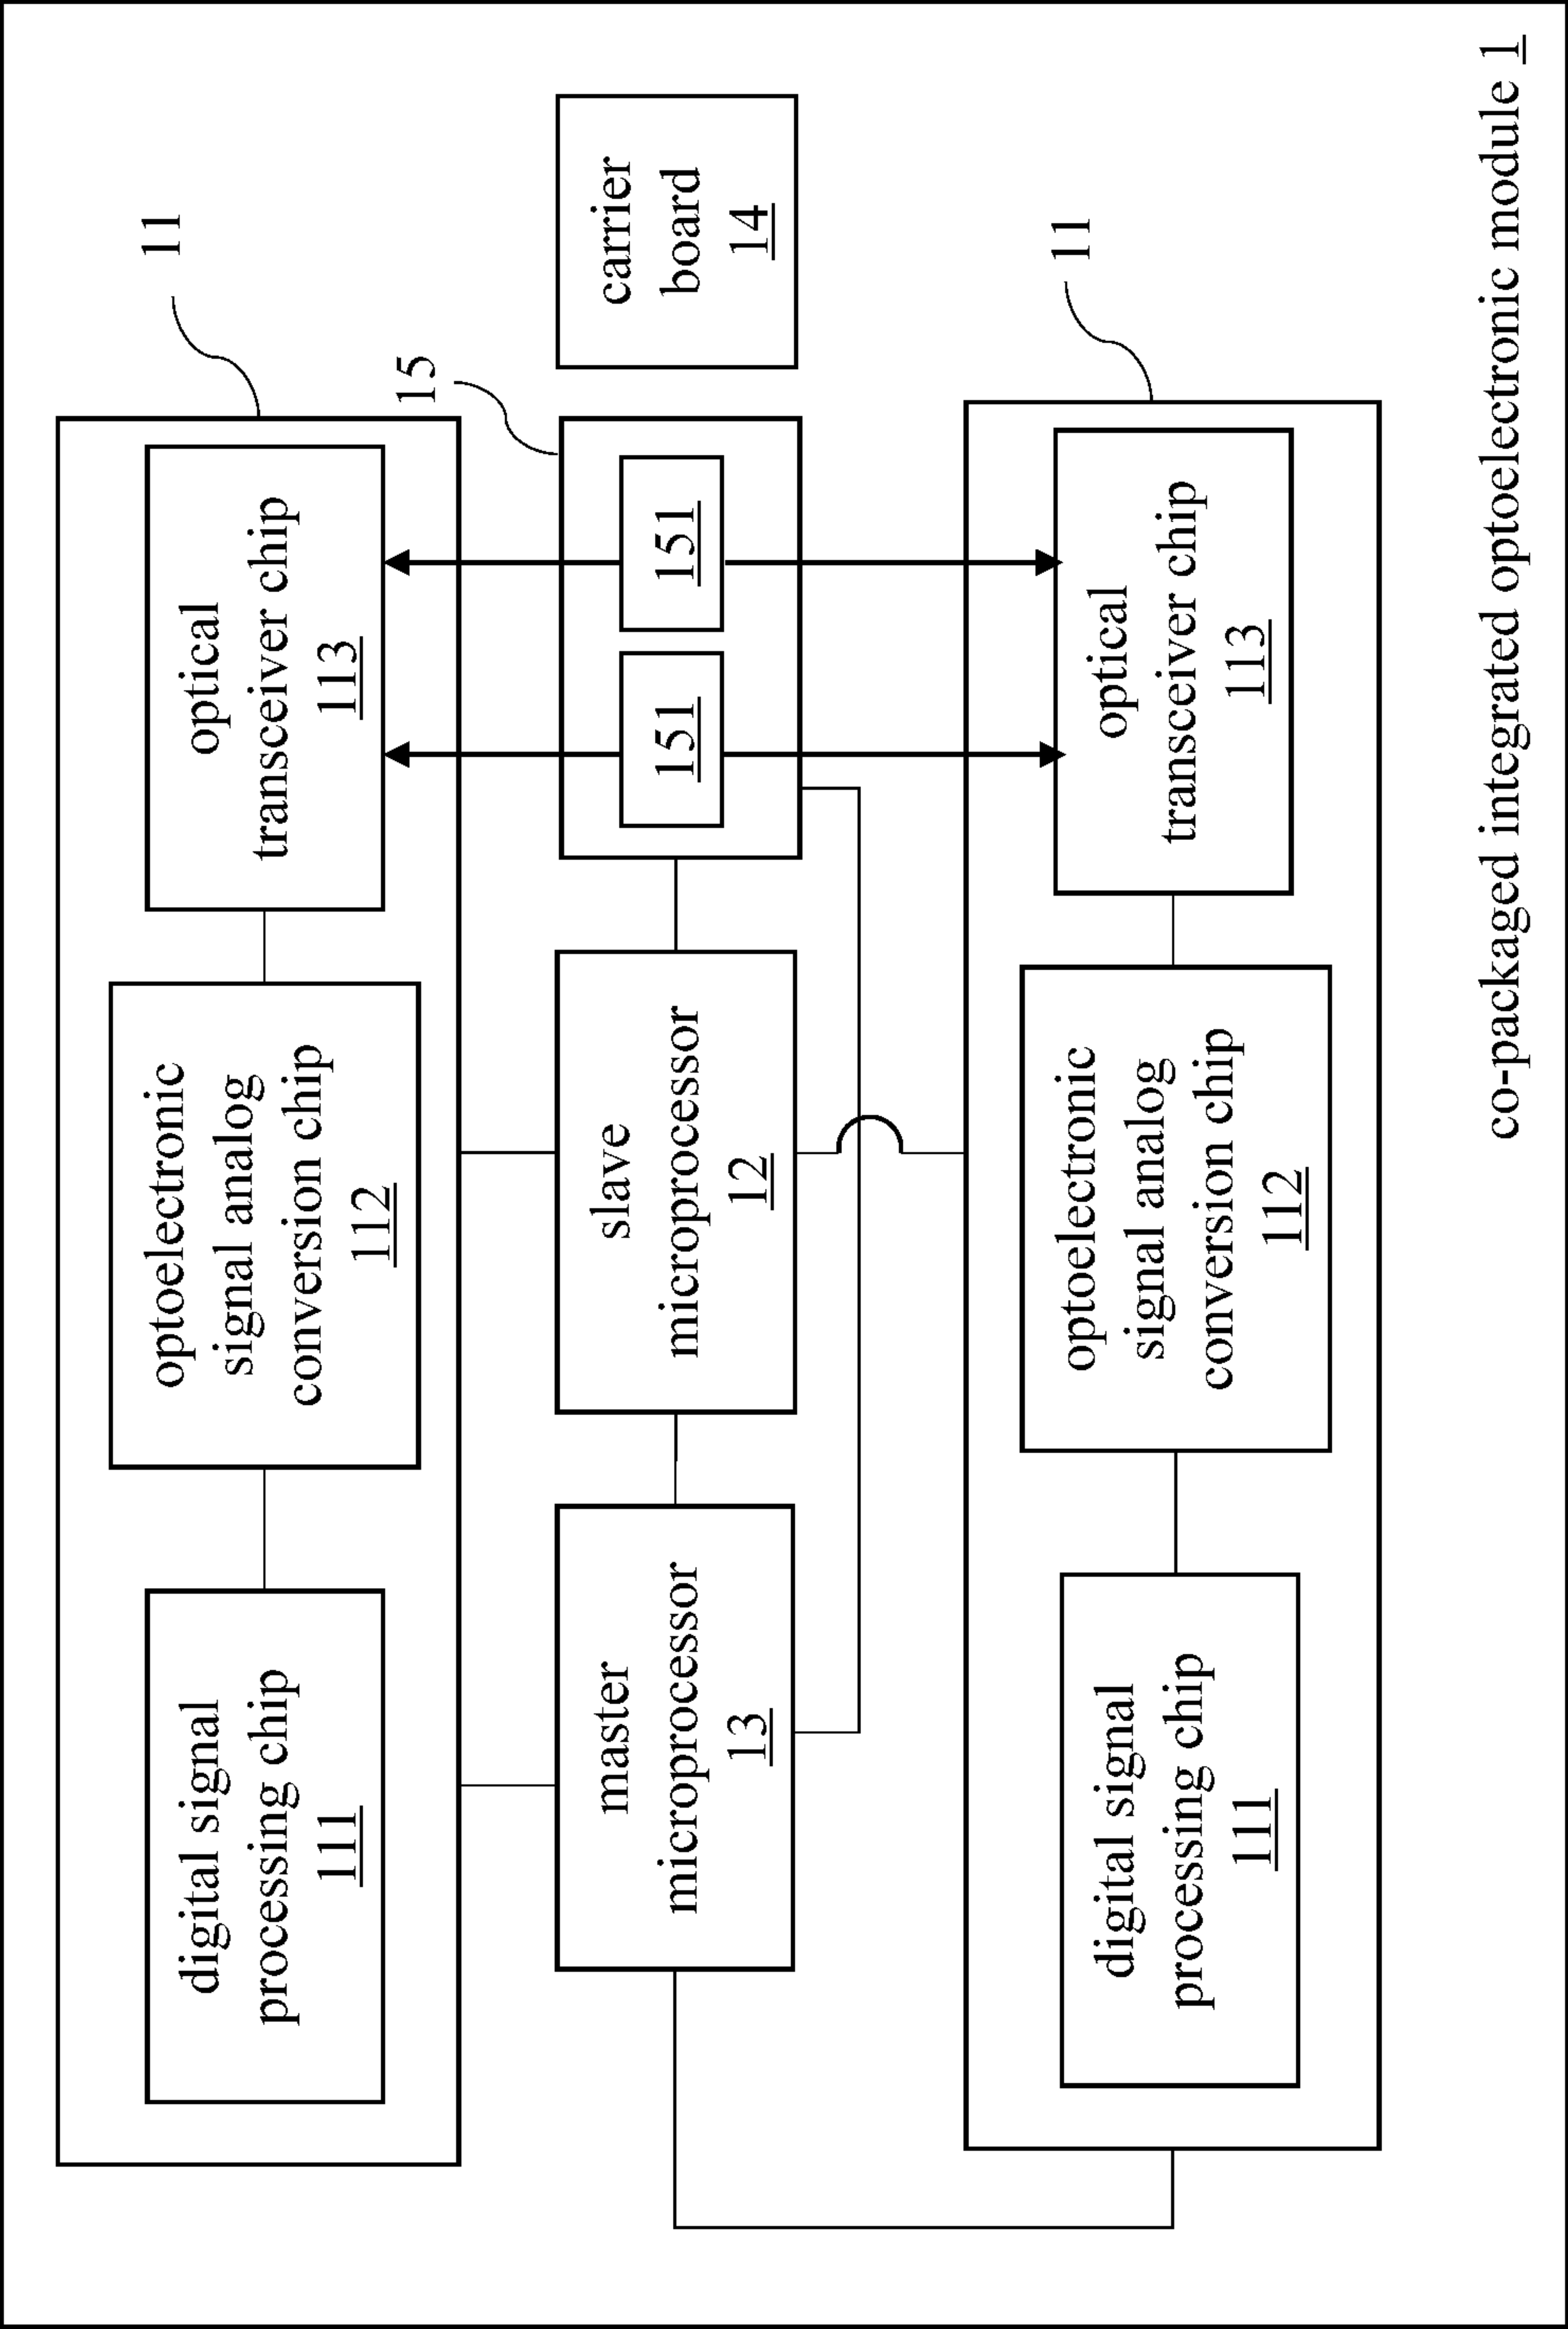 11
digital signal
processing chip
111
optoelectronic
signal analog
conversion chip
112
optical
transceiver chip
113
15
master
microprocessor
13
slave
microprocessor
12
151
151
carrier
board
14
11
digital signal
processing chip
111
optoelectronic
signal analog
conversion chip
112
optical
transceiver chip
113
co-packaged integrated optoelectronic module 1